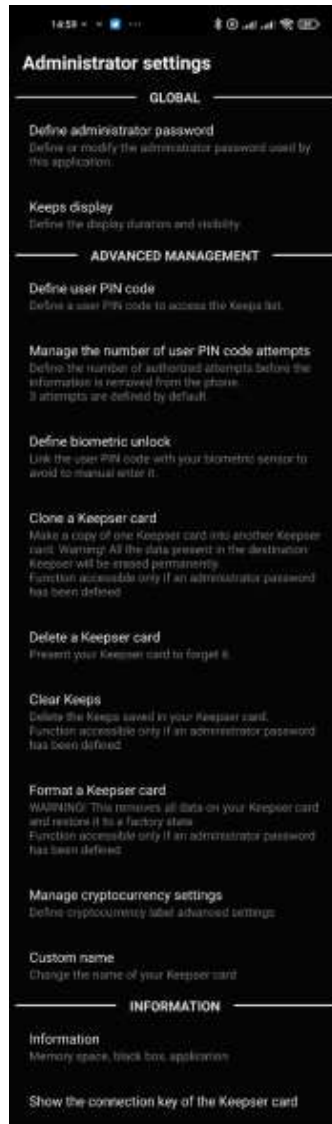 14:59
Administrator settings
GLOBAL
Define administrator password
Define or modify the administrator password used by
this application.
Keeps display
Define the display duration and visibility
ADVANCED MANAGEMENT
Define user PIN code
Define a user PIN code to access the Keeps list.
Manage the number of user PIN code attempts
Define the number of authorized attempts before the
information is removed from the phone.
3 attempts are defined by default.
Define biometric unlock
Link the user PIN code with your biometric sensor to
avoid to manual enter it.
Clone a Keepser card
Make a copy of one Keepser card into another Keepser
card. Warning! All the data present in the destination
Keepser will be erased permanently.
Function accessible only if an administrator password
has been defined
Delete a Keepser card
Present your Keepser card to forget it.
Clear Keeps
Delete the Keeps saved in your Keepser card.
Function accessible only if an administrator password
has been defined
Format a Keepser card
WARNING! This removes all data on your Keepser card
and restore it to a factory state.
Function accessible only if an administrator password
has been defined
Manage cryptocurrency settings
Define cryptocurrency label advanced settings
Custom name
Change the name of your Keepser card
INFORMATION
Information
Memory space, black box, application
Show the connection key of the Keepser card